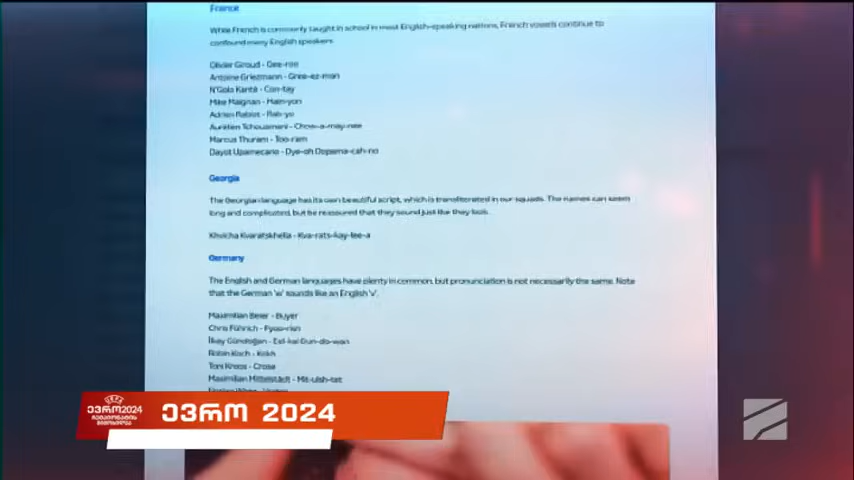 France
While French is commonly taught in school in most English-speaking nations, French vowels continue to
confound many English speakers.
Olivier Giroud - Gee-roo
Antoine Griezmann - Gree-ez-man
N'Golo Kanté - Con-tay
Mike Maignan - Main-yon
Adrien Rabiot - Rab-yo
Aurélien Tchouaméni - Chow-a-may-nee
Marcus Thuram - Too-ram
Dayot Upamecano - Dye-oh Oopama-cah-no
Georgia
The Georgian language has its own beautiful script, which is transliterated in our squads. The names can seem
long and complicated, but be reassured that they sound just like they look.
Khvicha Kvaratskhelia - Kva-rats-kay-lee-a
Germany
The English and German languages have plenty in common, but pronunciation is not necessarily the same. Note
that the German 'w' sounds like an English 'v'.
Maximilian Beier - Buyer
Chris Führich - Fyoo-rish
İlkay Gündoğan - Eel-kai Gun-do-wan
Robin Koch - Kokh
Toni Kroos - Crose
Maximilian Mittelstädt - Mit-ulsh-tet
UEFA
ევრო2024
ჩემპიონატის
მიმოხილვა
ევრო 2024